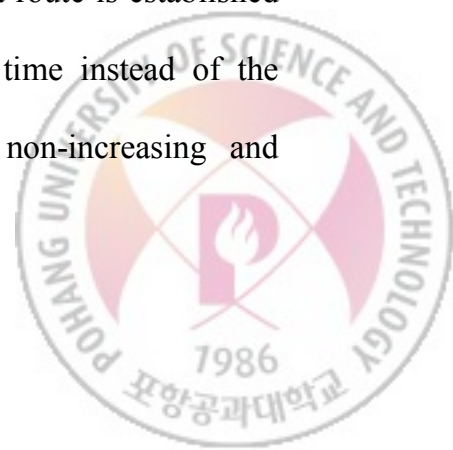 route is established
time instead of the
non-increasing and
POHANG UNIVERSITY OF SCIENCE AND TECHNOLOGY
P
1986
포항공과대학교